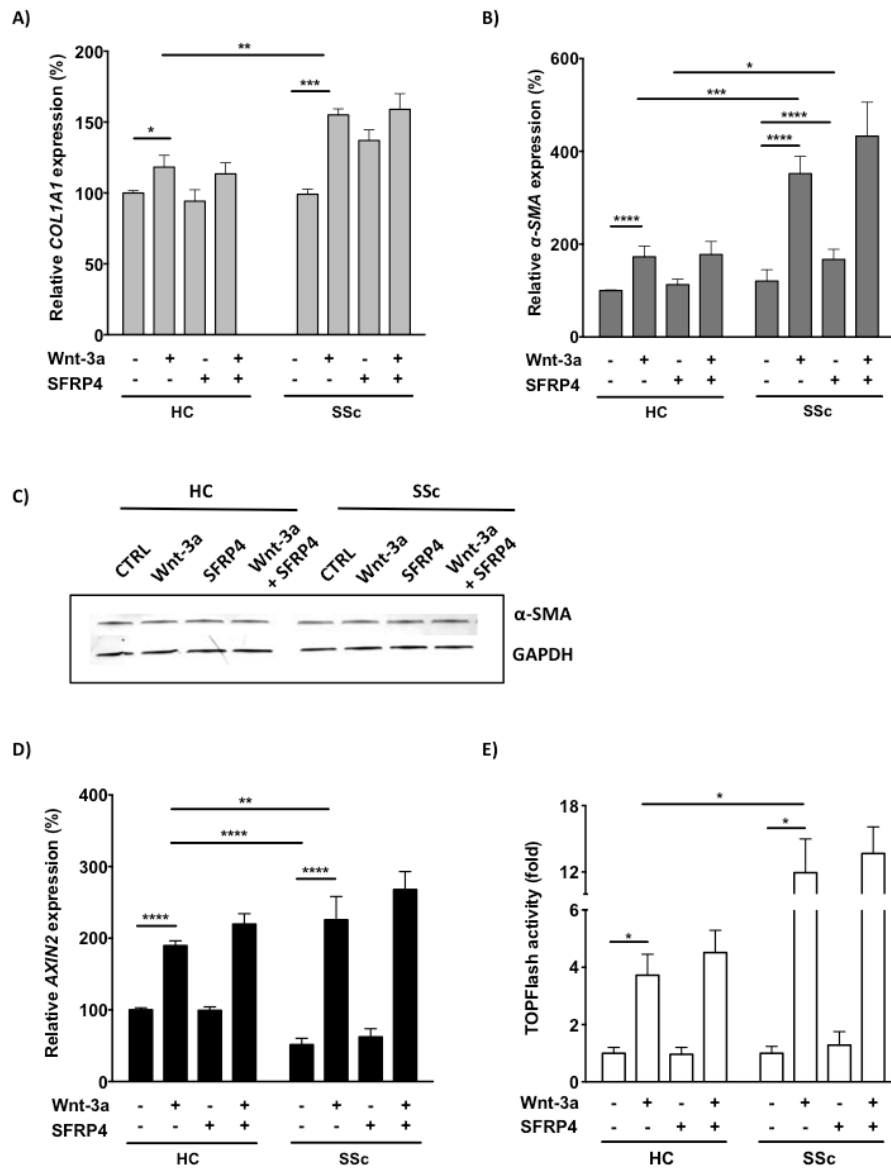 A)
Relative COL1A1 expression (%)
200
150
100
50
0
*
**
***
Wnt-3a - + - + - + - +
SFRP4 - - + + - - + +
HC SSc
B)
Relative α-SMA expression (%)
600
400
200
0
*
***
****
****
****
Wnt-3a - + - + - + - +
SFRP4 - - + + - - + +
HC SSc
C)
HC SSc
CTRL Wnt-3a SFRP4 Wnt-3a + SFRP4 CTRL Wnt-3a SFRP4 Wnt-3a + SFRP4
α-SMA
GAPDH
D)
Relative AXIN2 expression (%)
400
300
200
100
0
**
****
****
****
Wnt-3a - + - + - + - +
SFRP4 - - + + - - + +
HC SSc
E)
TOPFlash activity (fold)
18
12
6
4
2
0
*
*
*
Wnt-3a - + - + - + - +
SFRP4 - - + + - - + +
HC SSc